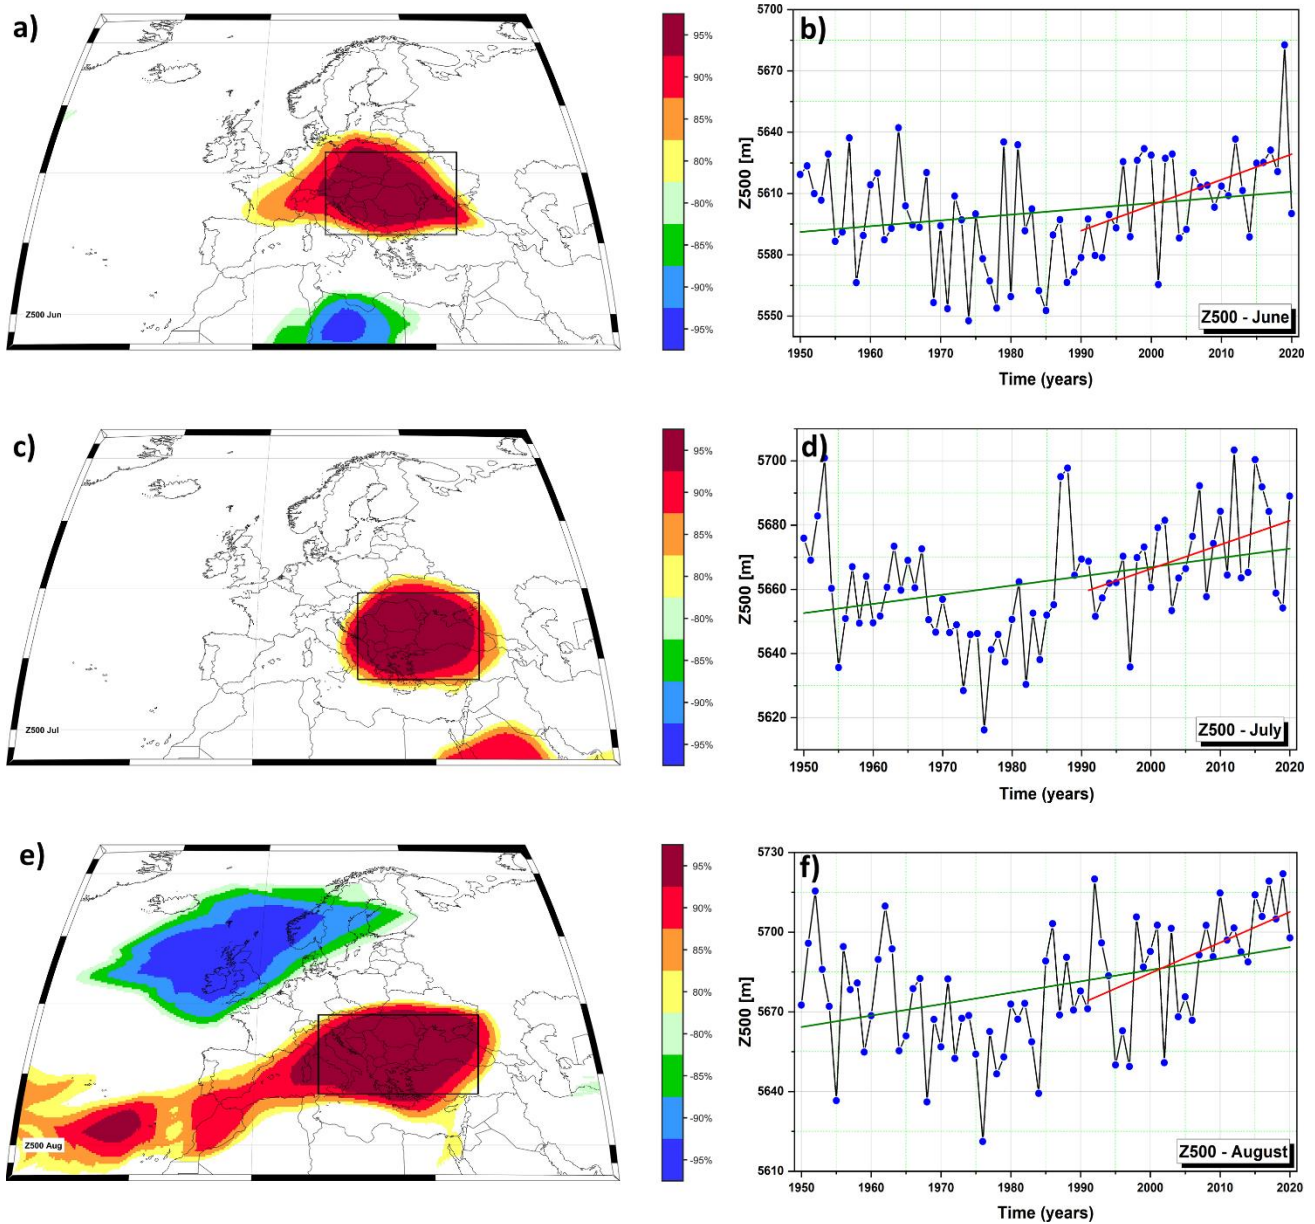 a)
95%
90%
85%
80%
-80%
-85%
-90%
-95%
Z500 Jun
b)
Z500 [m]
5700
5670
5640
5610
5580
5550
Z500 - June
1950 1960 1970 1980 1990 2000 2010 2020
Time (years)
c)
95%
90%
85%
80%
-80%
-85%
-90%
-95%
Z500 Jul
d)
Z500 [m]
5700
5680
5660
5640
5620
Z500 - July
1950 1960 1970 1980 1990 2000 2010 2020
Time (years)
e)
95%
90%
85%
80%
-80%
-85%
-90%
-95%
Z500 Aug
f)
Z500 [m]
5730
5700
5670
5640
5610
Z500 - August
1950 1960 1970 1980 1990 2000 2010 2020
Time (years)